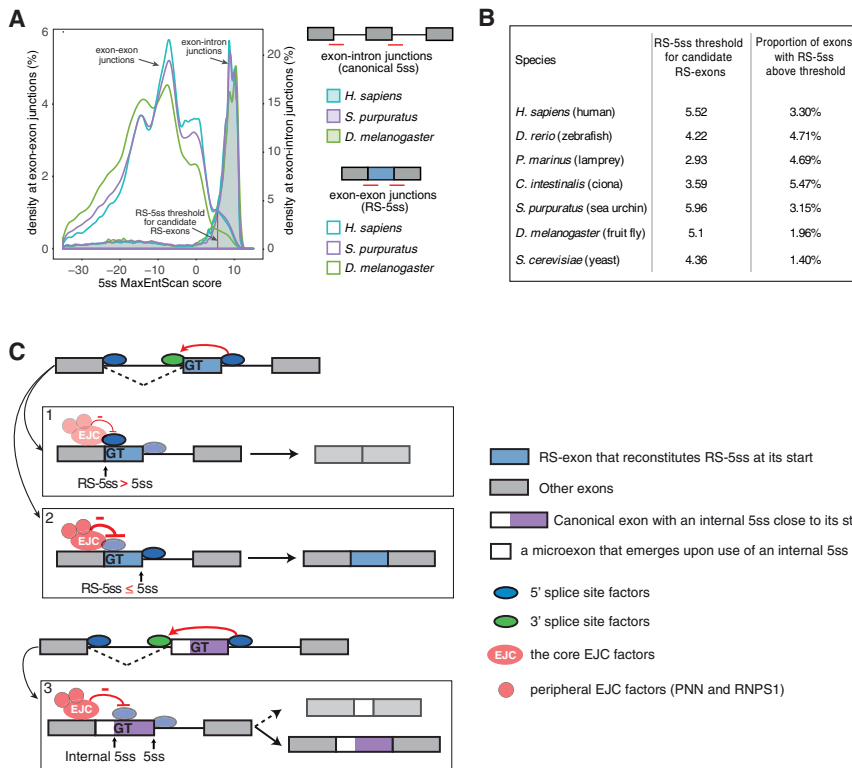 A
6
4
2
0
density at exon-exon junctions (%)
exon-exon
junctions
exon-intron
junctions
RS-5ss threshold
for candidate
RS-exons
20
15
10
5
0
density at exon-intron junctions (%)
−30
−20
−10
0
10
5ss MaxEntScan score
exon-intron junctions
(canonical 5ss)
H. sapiens
S. purpuratus
D. melanogaster
exon-exon junctions
(RS-5ss)
H. sapiens
S. purpuratus
D. melanogaster
B
Species RS-5ss threshold for candidate RS-exons Proportion of exons with RS-5ss above threshold
H. sapiens (human) 5.52 3.30%
D. rerio (zebrafish) 4.22 4.71%
P. marinus (lamprey) 2.93 4.69%
C. intestinalis (ciona) 3.59 5.47%
S. purpuratus (sea urchin) 5.96 3.15%
D. melanogaster (fruit fly) 5.1 1.96%
S. cerevisiae (yeast) 4.36 1.40%
C
GT
1
EJC
GT
RS-5ss > 5ss
2
EJC
GT
RS-5ss ≤ 5ss
GT
3
EJC
GT
Internal 5ss 5ss
RS-exon that reconstitutes RS-5ss at its start
Other exons
Canonical exon with an internal 5ss close to its st
a microexon that emerges upon use of an internal 5ss
5' splice site factors
3' splice site factors
EJC the core EJC factors
peripheral EJC factors (PNN and RNPS1)